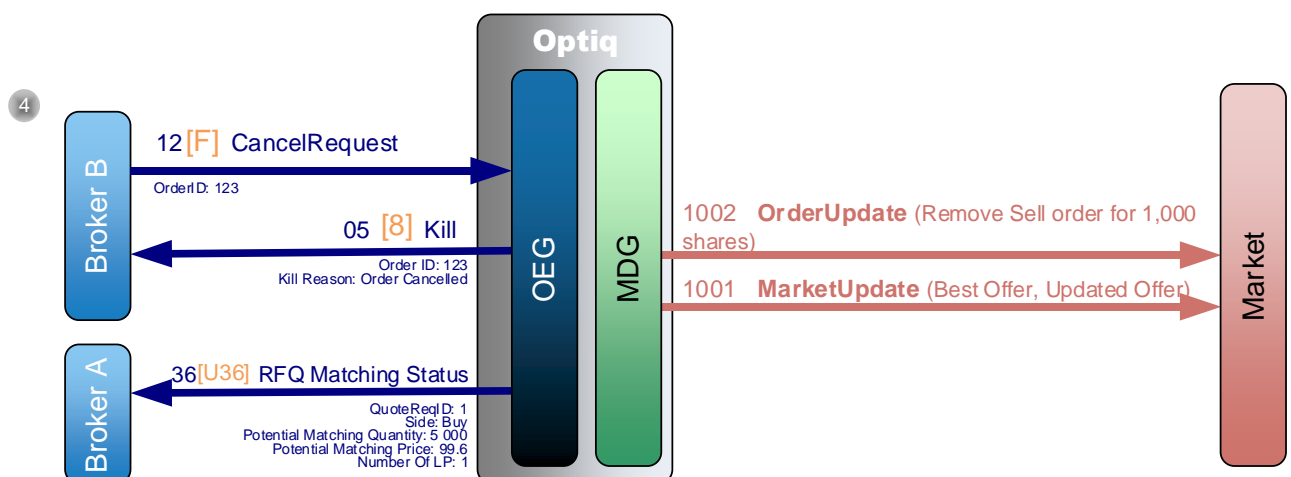 Optiq
4
Broker B
12 [F] CancelRequest
OrderID: 123
05 [8] Kill
Order ID: 123
Kill Reason: Order Cancelled
OEG
MDG
1002 OrderUpdate (Remove Sell order for 1,000
shares)
1001 MarketUpdate (Best Offer, Updated Offer)
Market
Broker A
36[U36] RFQ Matching Status
QuoteReqID: 1
Side: Buy
Potential Matching Quantity: 5 000
Potential Matching Price: 99.6
Number Of LP: 1